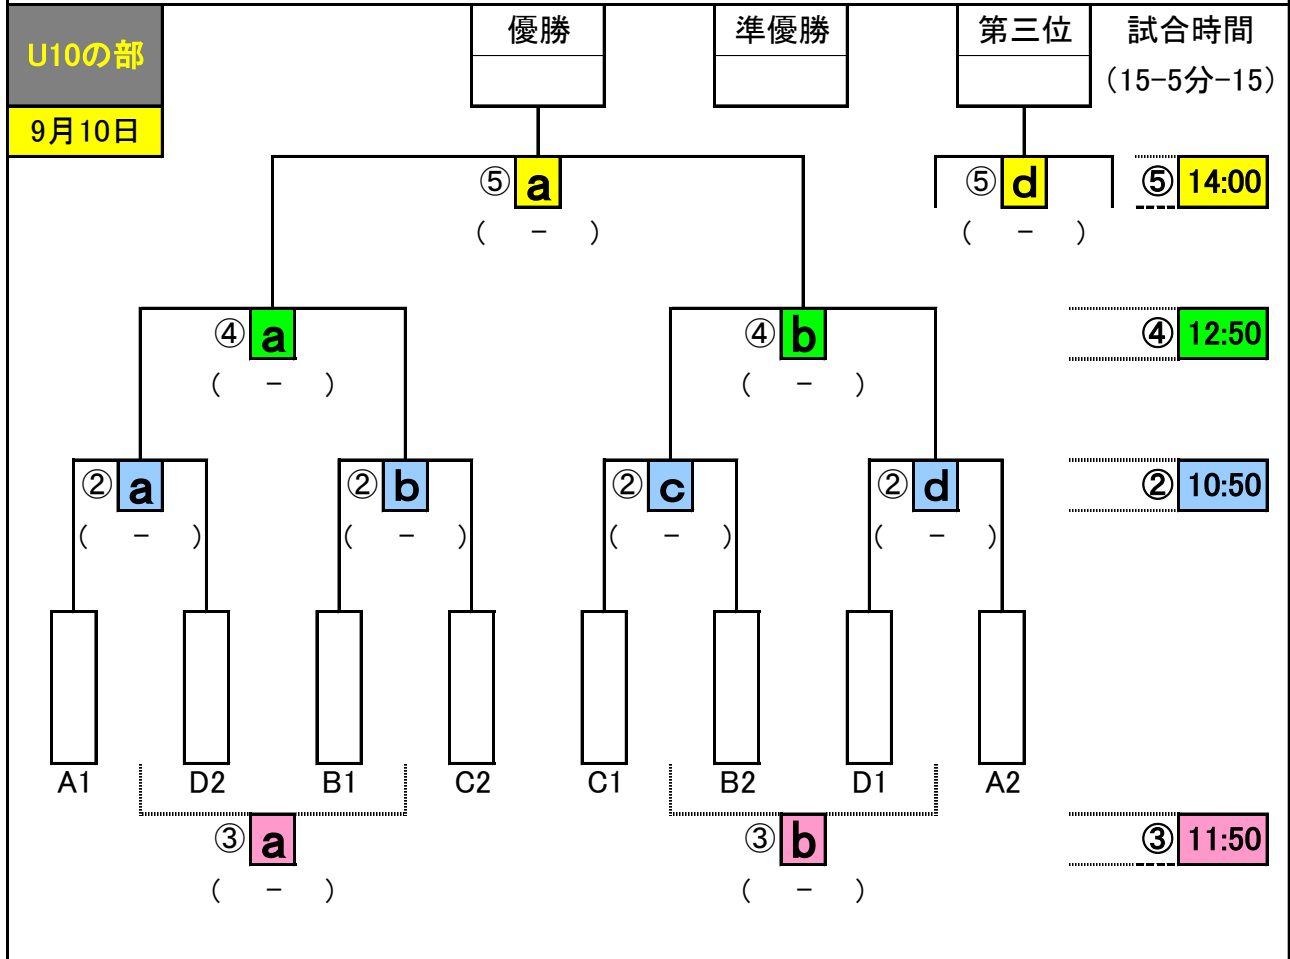 U10の部 優勝 準優勝 第三位 試合時間
(15-5分-15)
9月10日
⑤ a ⑤ d ⑤ 14:00
( - ) ( - )
④ a ④ b ④ 12:50
( - ) ( - )
② a ② b ② c ② d ② 10:50
( - ) ( - ) ( - ) ( - )
A1 D2 B1 C2 C1 B2 D1 A2
③ a ③ b ③ 11:50
( - ) ( - )